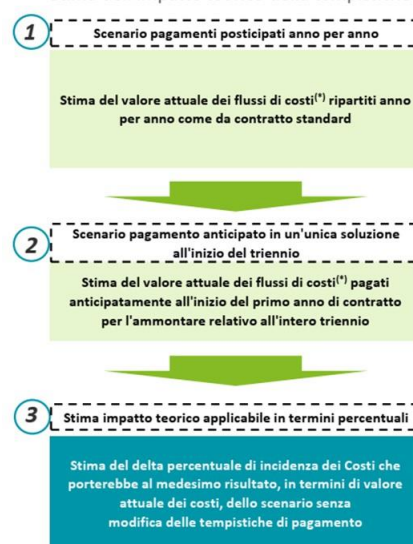 1
Scenario pagamenti posticipati anno per anno
Stima del valore attuale dei flussi di costi(*) ripartiti anno
per anno come da contratto standard
2
Scenario pagamento anticipato in un'unica soluzione
all'inizio del triennio
Stima del valore attuale dei flussi di costi(*) pagati
anticipatamente all'inizio del primo anno di contratto
per l'ammontare relativo all'intero triennio
3
Stima impatto teorico applicabile in termini percentuali
Stima del delta percentuale di incidenza dei Costi che
porterebbe al medesimo risultato, in termini di valore
attuale dei costi, dello scenario senza
modifica delle tempistiche di pagamento